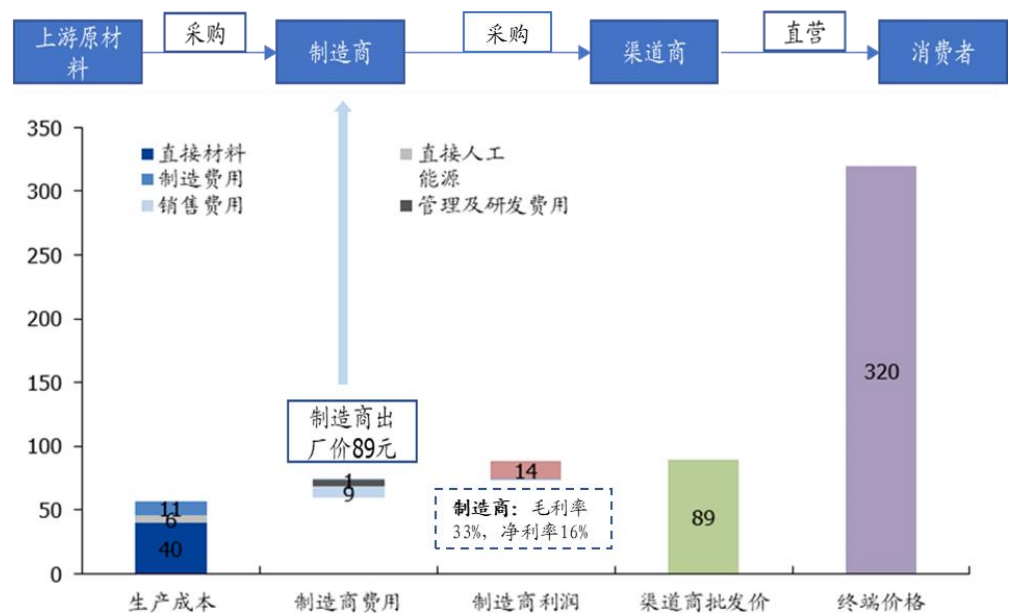 上游原材
料
采购
制造商
采购
渠道商
直营
消费者
350
300
250
200
150
100
50
0
直接材料
直接人工
制造费用
能源
销售费用
管理及研发费用
制造商出
厂价89元
11
6
40
1
9
14
制造商：毛利率
33%，净利率16%
89
320
生产成本
制造商费用
制造商利润
渠道商批发价
终端价格